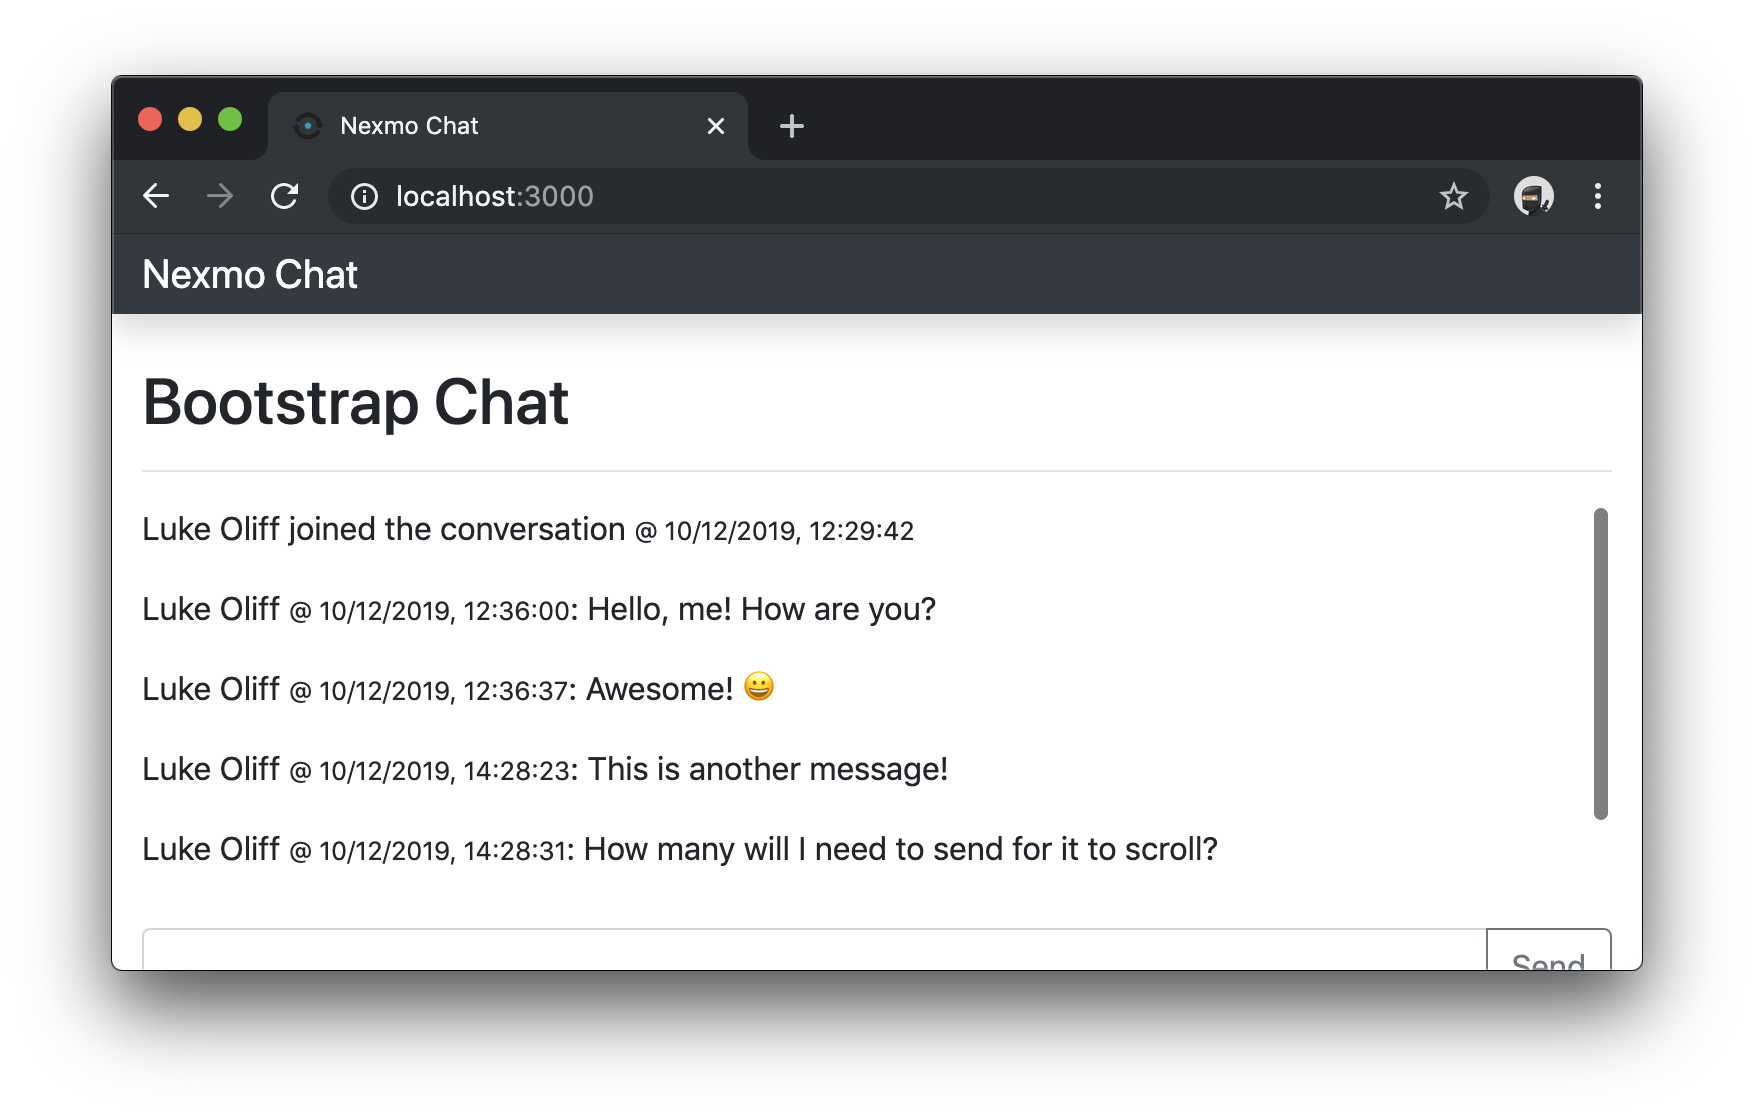 Nexmo Chat
localhost:3000
Nexmo Chat
Bootstrap Chat
Luke Oliff joined the conversation @ 10/12/2019, 12:29:42
Luke Oliff @ 10/12/2019, 12:36:00: Hello, me! How are you?
Luke Oliff @ 10/12/2019, 12:36:37: Awesome! 😀
Luke Oliff @ 10/12/2019, 14:28:23: This is another message!
Luke Oliff @ 10/12/2019, 14:28:31: How many will I need to send for it to scroll?
Send